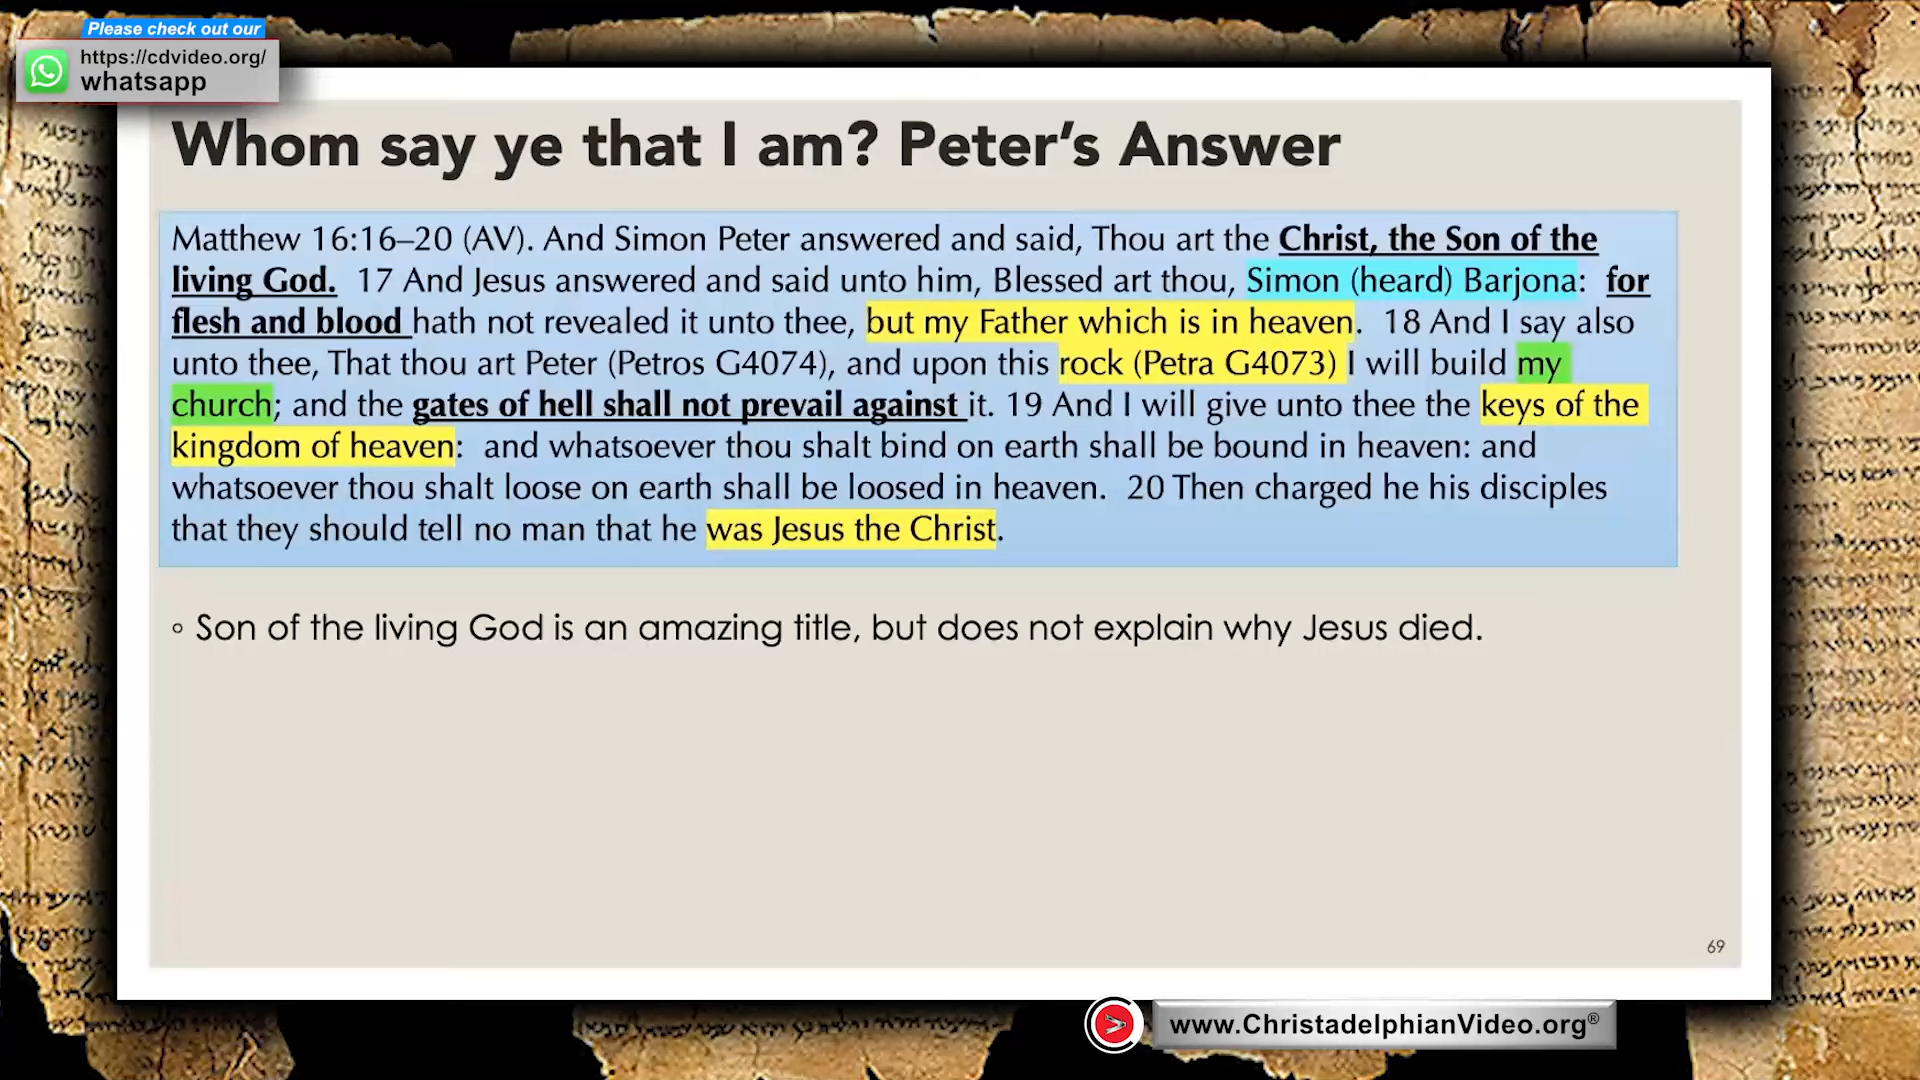 Please check out our
https://cdvideo.org/
whatsapp
Whom say ye that I am? Peter’s Answer
Matthew 16:16–20 (AV). And Simon Peter answered and said, Thou art the Christ, the Son of the
living God. 17 And Jesus answered and said unto him, Blessed art thou, Simon (heard) Barjona: for
flesh and blood hath not revealed it unto thee, but my Father which is in heaven. 18 And I say also
unto thee, That thou art Peter (Petros G4074), and upon this rock (Petra G4073) I will build my
church; and the gates of hell shall not prevail against it. 19 And I will give unto thee the keys of the
kingdom of heaven: and whatsoever thou shalt bind on earth shall be bound in heaven: and
whatsoever thou shalt loose on earth shall be loosed in heaven. 20 Then charged he his disciples
that they should tell no man that he was Jesus the Christ.
◦ Son of the living God is an amazing title, but does not explain why Jesus died.
69
www.ChristadelphianVideo.org®